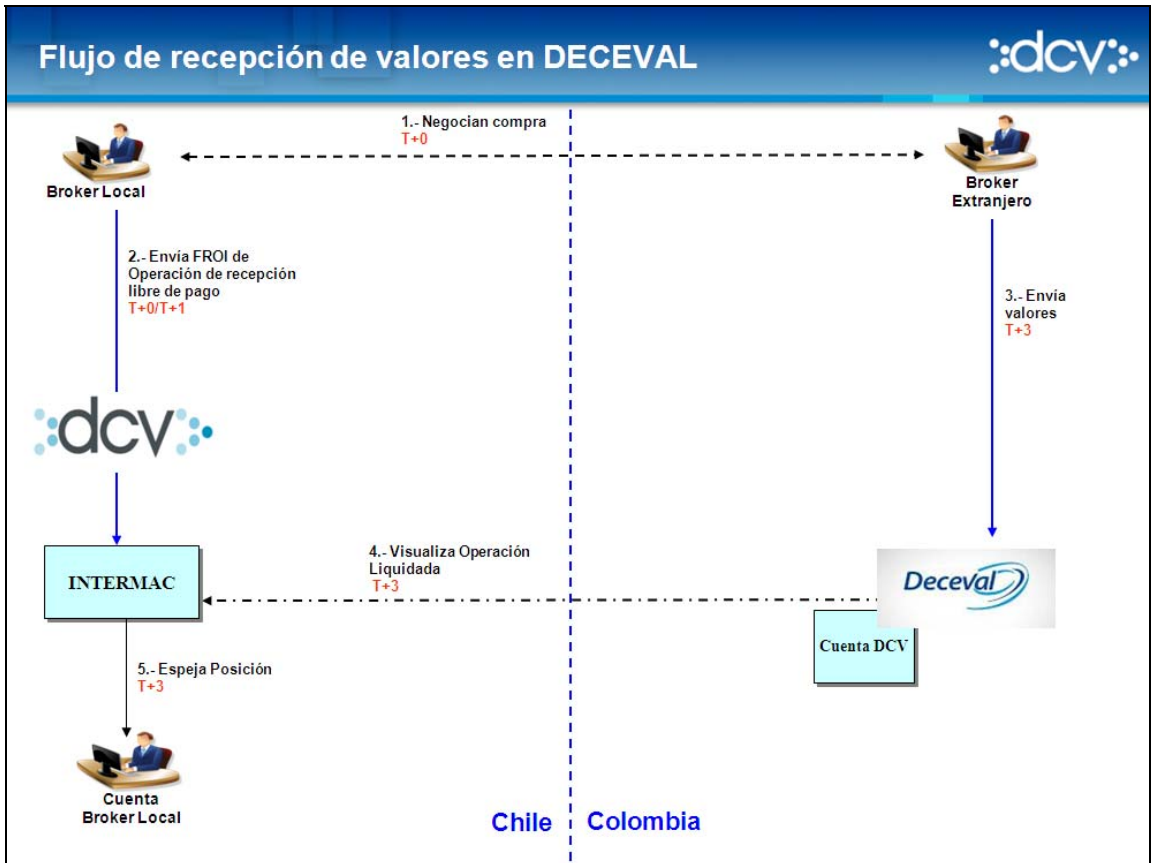 Flujo de recepción de valores en DECEVAL
dcv
1.- Negocian compra
T+0
Broker Local
Broker
Extranjero
2.- Envía FROI de
Operación de recepción
libre de pago
T+0/T+1
3.- Envía
valores
T+3
dcv
4.- Visualiza Operación
Liquidada
T+3
INTERMAC
Deceval
Cuenta DCV
5.- Espeja Posición
T+3
Cuenta
Broker Local
Chile
Colombia